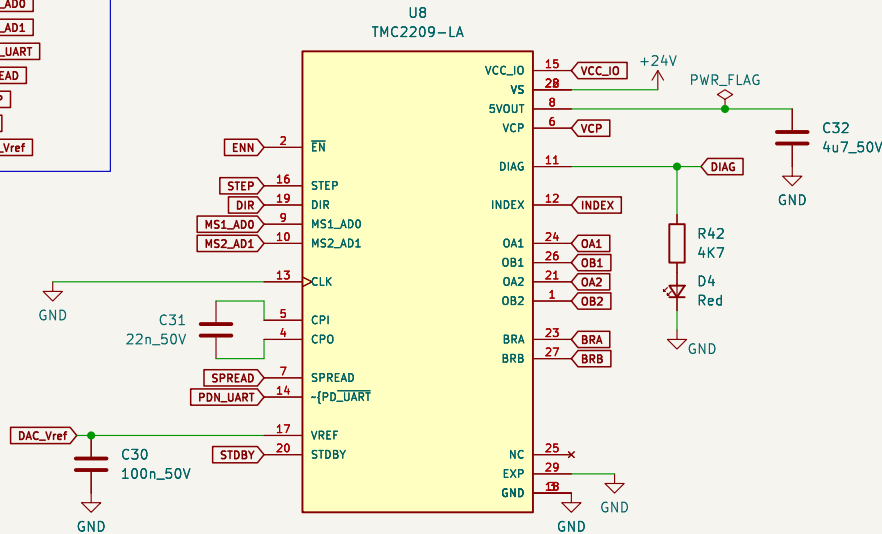 U8
TMC2209-LA
_AD0
_AD1
_UART
EAD
P
_Vref
VCC_IO 15 VCC_IO
VS +24V
5VOUT 8 PWR_FLAG
VCP 6 VCP
C32
4u7_50V
GND
ENN 2 EN
DIAG 11 DIAG
STEP 16 STEP
DIR 19 DIR
INDEX 12 INDEX
MS1_AD0 9 MS1_AD0
MS2_AD1 10 MS2_AD1
R42
4K7
OA1 24 OA1
OB1 26 OB1
OA2 21 OA2
OB2 1 OB2
D4
Red
GND
13 CLK
GND
C31
22n_50V
5 CPI
4 CPO
BRA 23 BRA
BRB 27 BRB
SPREAD 7 SPREAD
PDN_UART 14 ~{PD_UART
DAC_Vref 17 VREF
STDBY 20 STDBY
C30
100n_50V
GND
NC 25
EXP 29
GND
GND
GND